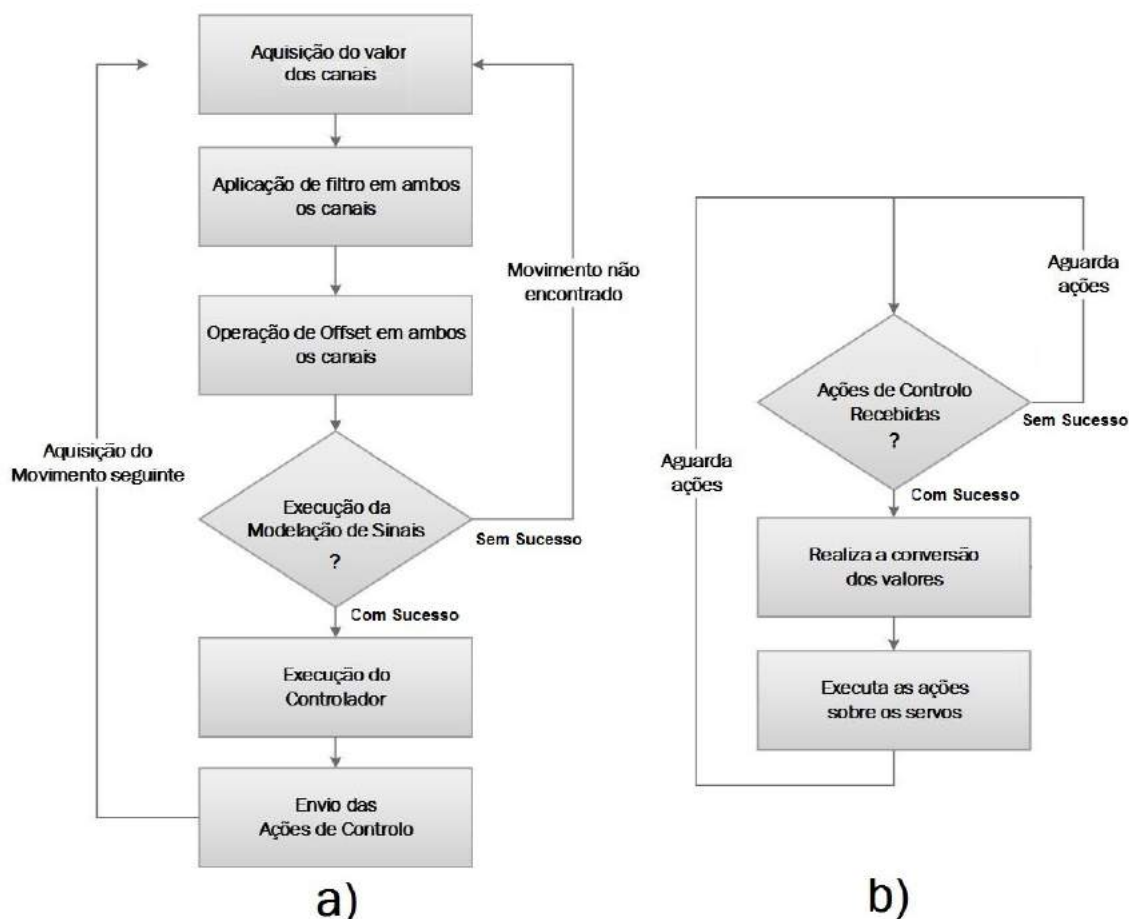 Aquisição do valor
dos canais
Aplicação de filtro em ambos
os canais
Operação de Offset em ambos
os canais
Movimento não
encontrado
Aquisição do
Movimento seguinte
Execução da
Modelação de Sinais
?
Sem Sucesso
Com Sucesso
Execução do
Controlador
Envio das
Ações de Controlo
a)
Aguarda
ações
Ações de Controlo
Recebidas
?
Sem Sucesso
Aguarda
ações
Com Sucesso
Realiza a conversão
dos valores
Executa as ações
sobre os servos
b)